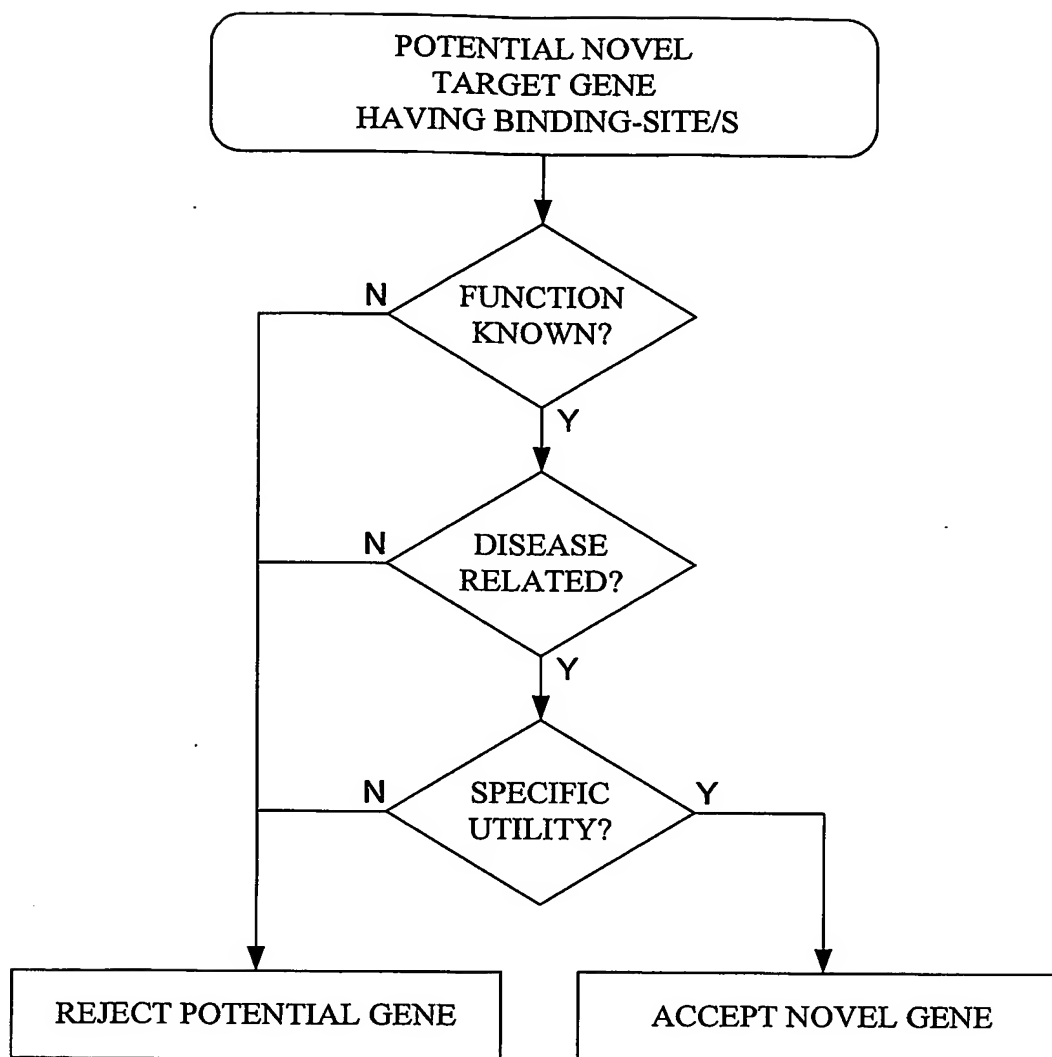 POTENTIAL NOVEL
TARGET GENE
HAVING BINDING-SITE/S
N
FUNCTION
KNOWN?
Y
N
DISEASE
RELATED?
Y
N
SPECIFIC
UTILITY?
Y
REJECT POTENTIAL GENE
ACCEPT NOVEL GENE